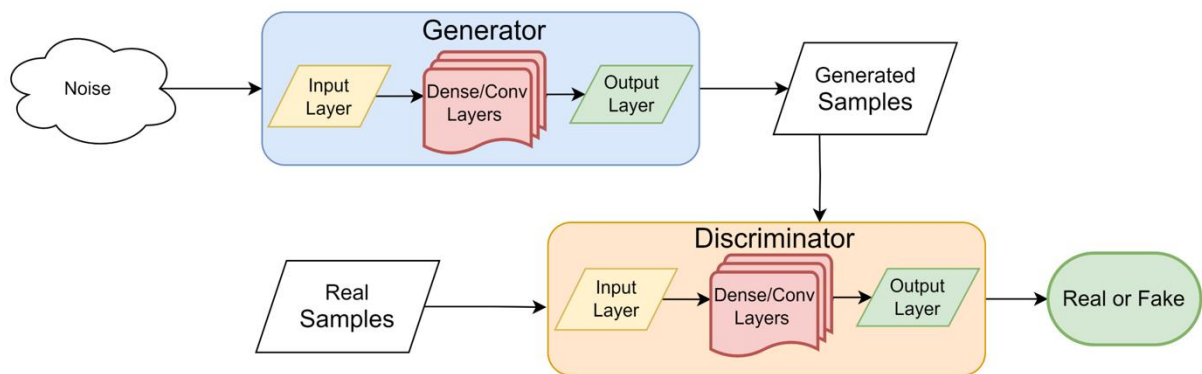 Generator
Noise
Input
Layer
Dense/Conv
Layers
Output
Layer
Generated
Samples
Discriminator
Real
Samples
Input
Layer
Dense/Conv
Layers
Output
Layer
Real or Fake